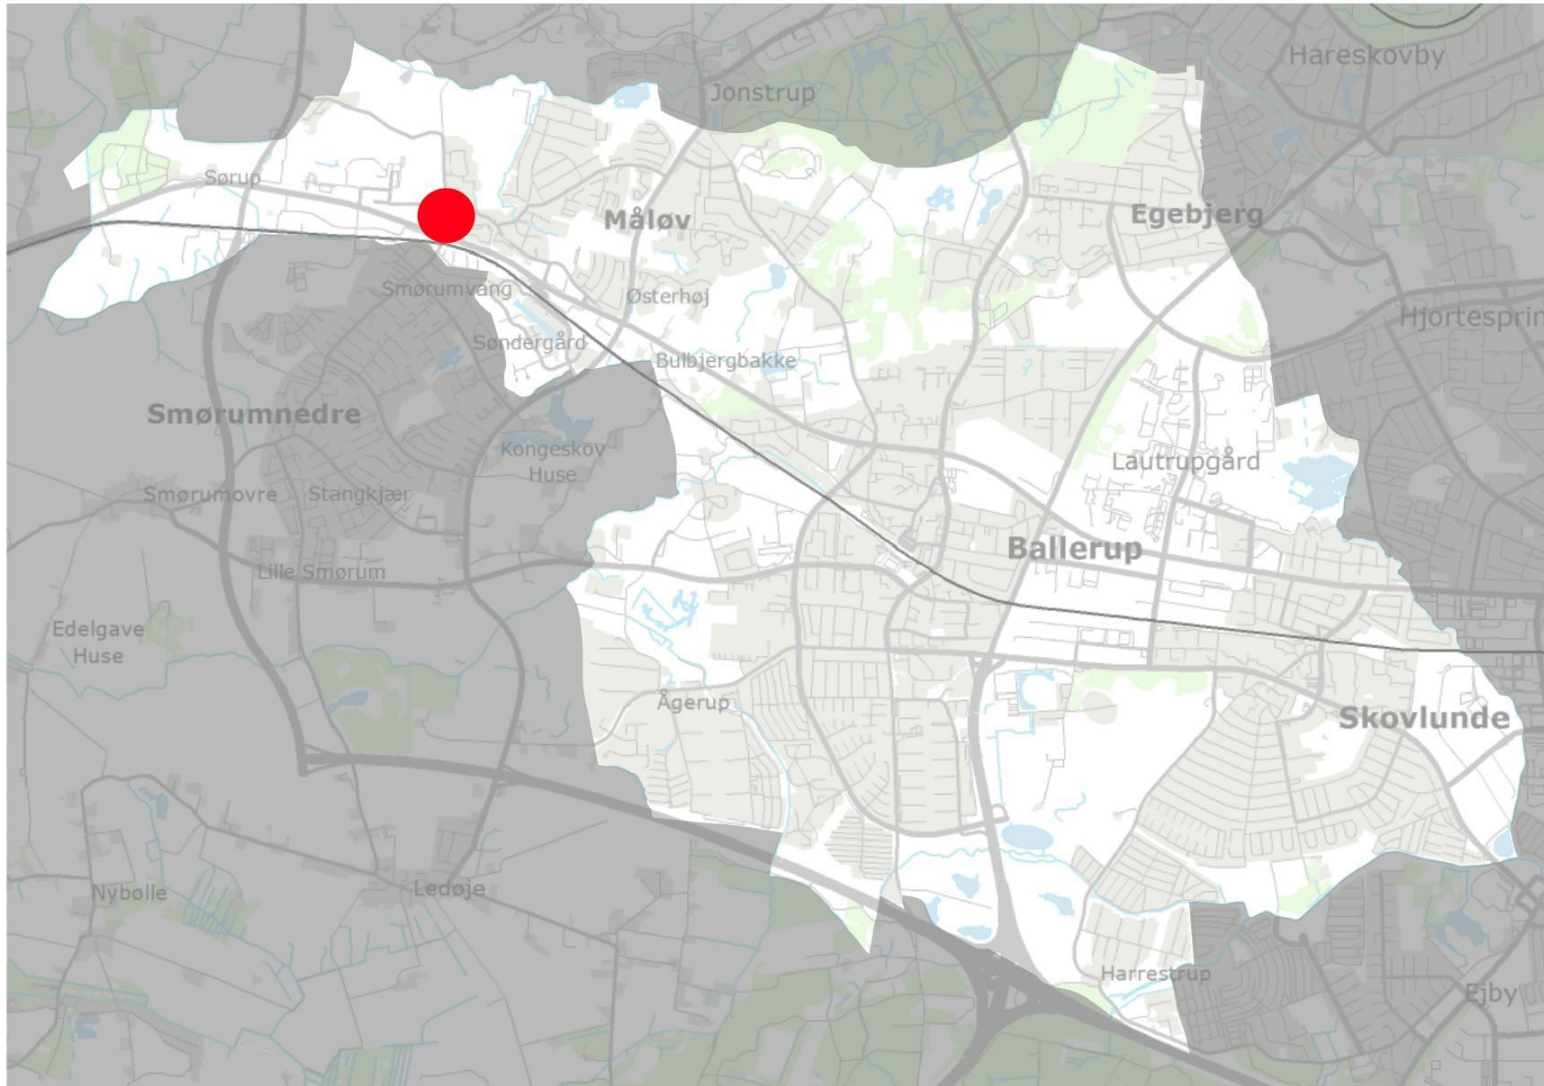 Hareskovby
Jonstrup
Sørup
Måløv
Egebjerg
Smørumvang
Østerhøj
Hjortesprin
Søndergård
Bulbjergbakke
Smørumnedre
Kongeskov
Huse
Lautrupgård
Smørumovre
Stangkjær
Ballerup
Lille Smørum
Edelgave
Huse
Ågerup
Skovlunde
Nybølle
Ledøje
Harrestrup
Ejby